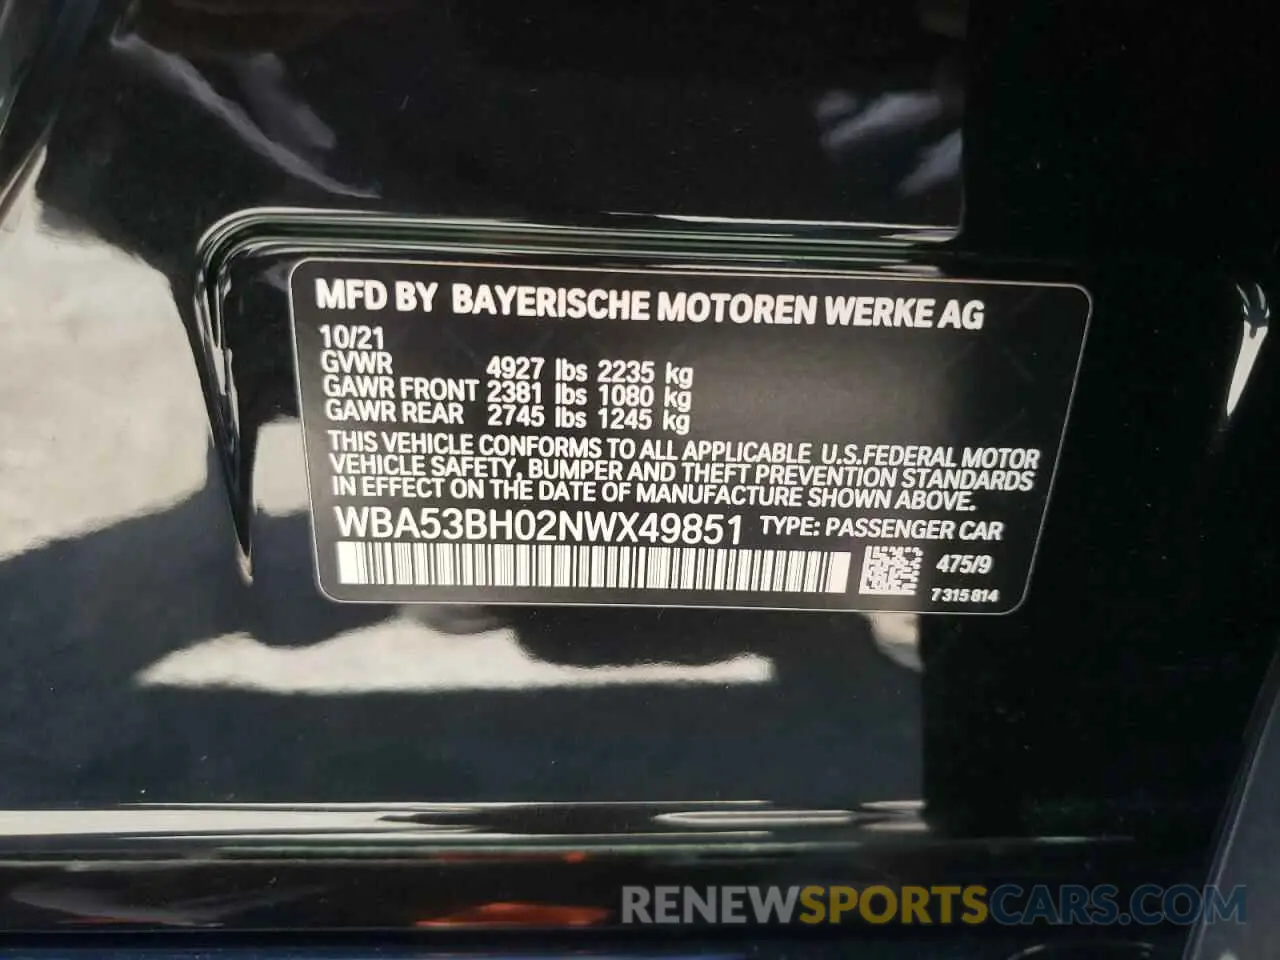 MFD BY BAYERISCHE MOTOREN WERKE AG
10/21
GVWR 4927 lbs 2235 kg
GAWR FRONT 2381 lbs 1080 kg
GAWR REAR 2745 lbs 1245 kg
THIS VEHICLE CONFORMS TO ALL APPLICABLE U.S.FEDERAL MOTOR
VEHICLE SAFETY, BUMPER AND THEFT PREVENTION STANDARDS
IN EFFECT ON THE DATE OF MANUFACTURE SHOWN ABOVE.
WBA53BH02NWX49851 TYPE: PASSENGER CAR
475/9
7 315 814
RENEWSPORTSCARS.COM